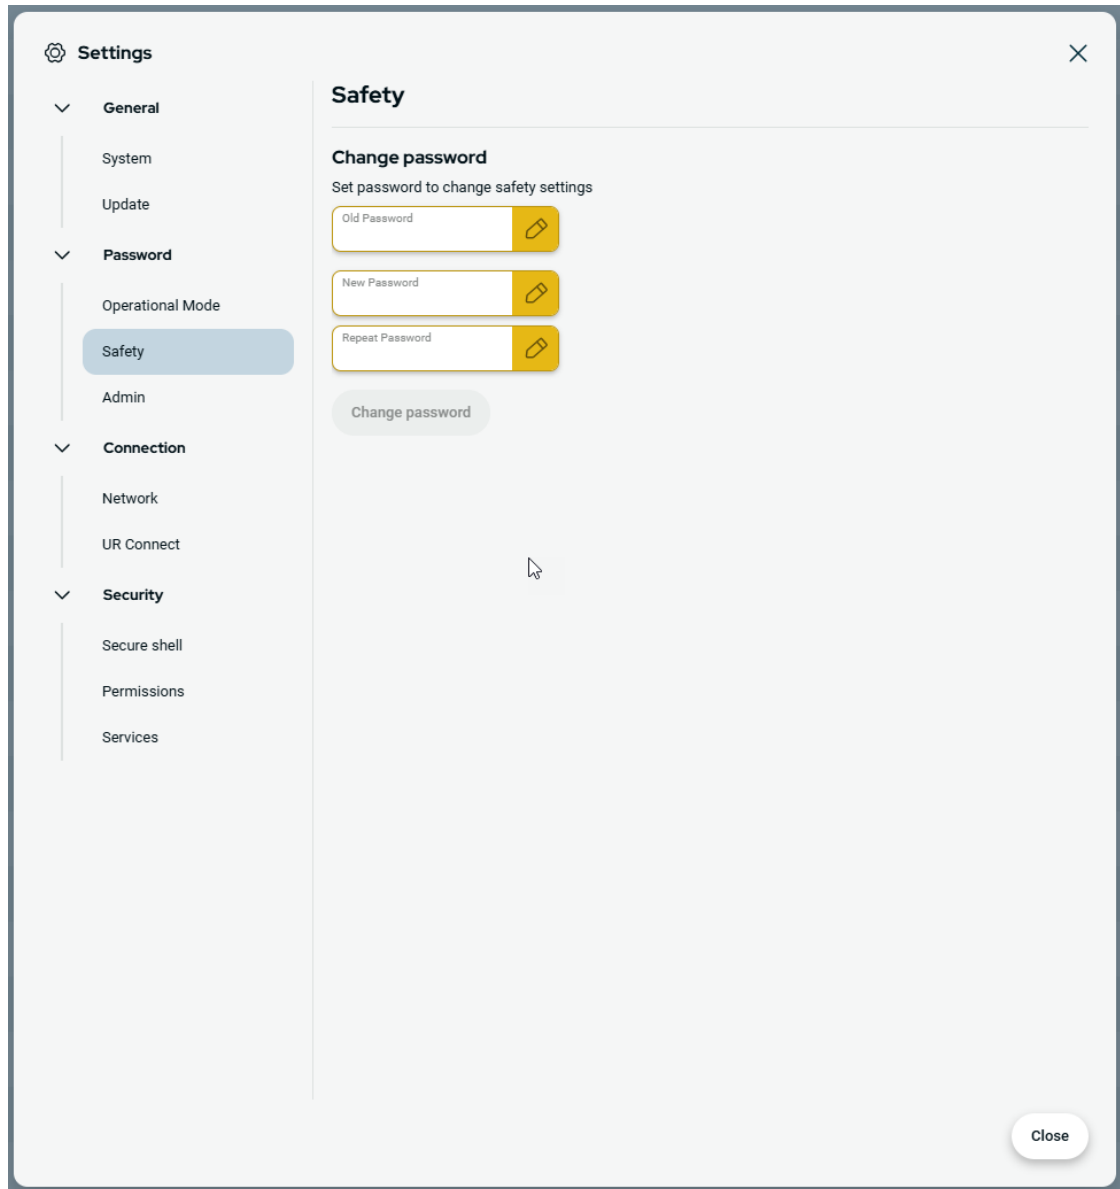 Settings
General
System
Update
Password
Operational Mode
Safety
Admin
Connection
Network
UR Connect
Security
Secure shell
Permissions
Services
Safety
Change password
Set password to change safety settings
Old Password
New Password
Repeat Password
Change password
Close